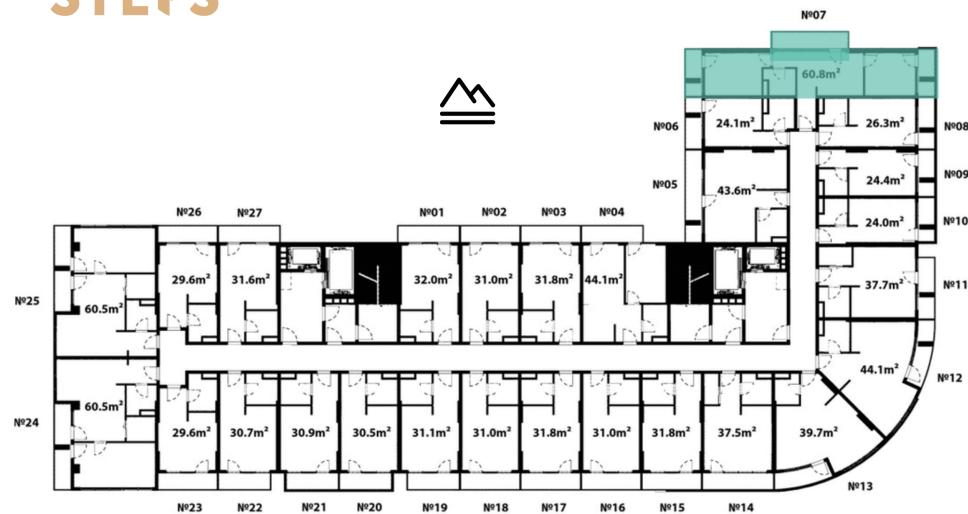 STEPS
№07
60.8m²
№06
24.1m²
26.3m²
№08
№05
43.6m²
24.4m²
№09
24.0m²
№10
№26
№27
№01
№02
№03
№04
29.6m²
31.6m²
32.0m²
31.0m²
31.8m²
44.1m²
37.7m²
№11
№25
60.5m²
44.1m²
№12
№24
60.5m²
29.6m²
30.7m²
30.9m²
30.5m²
31.1m²
31.0m²
31.8m²
31.0m²
31.8m²
37.5m²
39.7m²
№13
№23
№22
№21
№20
№19
№18
№17
№16
№15
№14